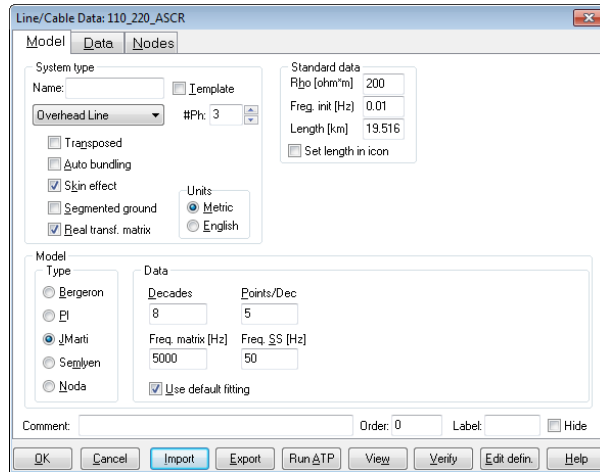 Line/Cable Data: 110_220_ASCR
Model Data Nodes
System type
Name: Template
Overhead Line #Ph: 3
Transposed
Auto bundling
Skin effect
Segmented ground
Real transf. matrix
Units
Metric
English
Standard data
Rho [ohm*m] 200
Freq. init [Hz] 0.01
Length [km] 19.516
Set length in icon
Model
Type
Bergeron
PI
JMarti
Semlyen
Noda
Data
Decades Points/Dec
8 5
Freq. matrix [Hz] Freq. SS [Hz]
5000 50
Use default fitting
Comment: Order: 0 Label: Hide
OK Cancel Import Export Run ATP View Verify Edit defin. Help